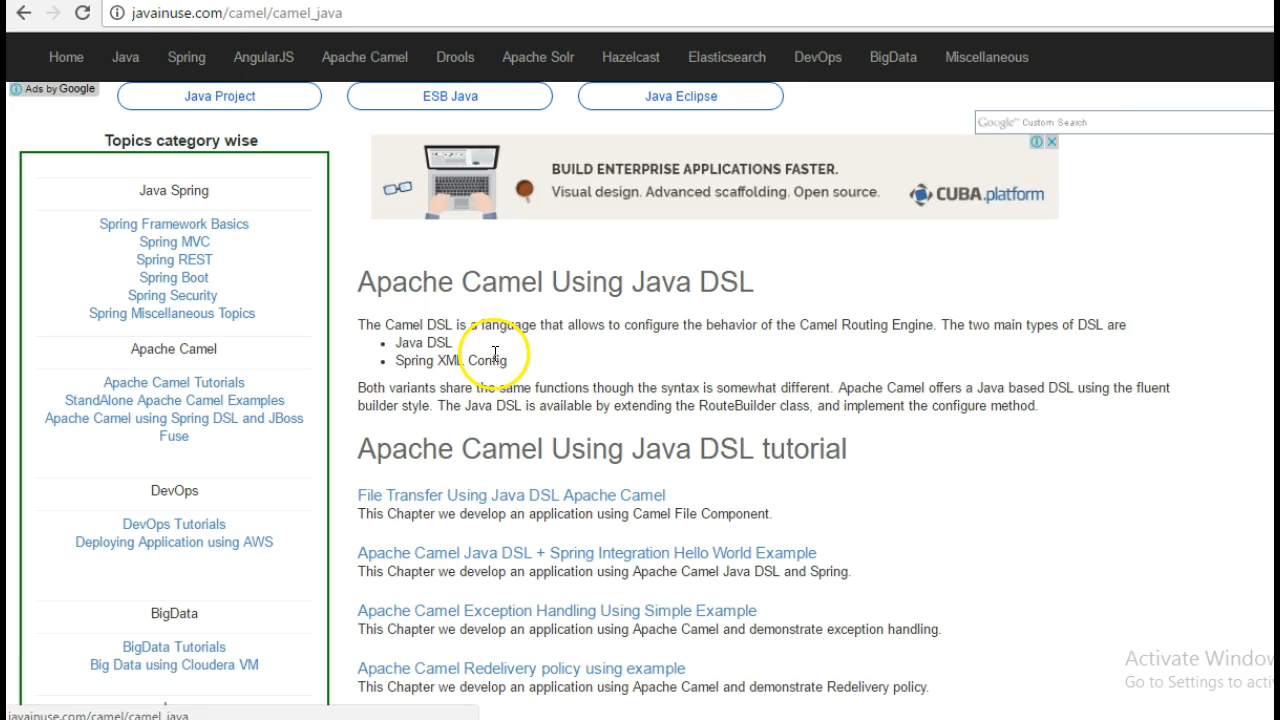 javainuse.com/camel/camel_java
Home Java Spring AngularJS Apache Camel Drools Apache Solr Hazelcast Elasticsearch DevOps BigData Miscellaneous
Ads by Google
Java Project ESB Java Java Eclipse
Google™ Custom Search
Topics category wise
Java Spring
Spring Framework Basics
Spring MVC
Spring REST
Spring Boot
Spring Security
Spring Miscellaneous Topics
Apache Camel
Apache Camel Tutorials
StandAlone Apache Camel Examples
Apache Camel using Spring DSL and JBoss
Fuse
DevOps
DevOps Tutorials
Deploying Application using AWS
BigData
BigData Tutorials
Big Data using Cloudera VM
BUILD ENTERPRISE APPLICATIONS FASTER.
Visual design. Advanced scaffolding. Open source.
CUBA.platform
Apache Camel Using Java DSL
The Camel DSL is a language that allows to configure the behavior of the Camel Routing Engine. The two main types of DSL are
Java DSL
Spring XML Config
Both variants share the same functions though the syntax is somewhat different. Apache Camel offers a Java based DSL using the fluent
builder style. The Java DSL is available by extending the RouteBuilder class, and implement the configure method.
Apache Camel Using Java DSL tutorial
File Transfer Using Java DSL Apache Camel
This Chapter we develop an application using Camel File Component.
Apache Camel Java DSL + Spring Integration Hello World Example
This Chapter we develop an application using Apache Camel Java DSL and Spring.
Apache Camel Exception Handling Using Simple Example
This Chapter we develop an application using Apache Camel and demonstrate exception handling.
Apache Camel Redelivery policy using example
This Chapter we develop an application using Apache Camel and demonstrate Redelivery policy.
Activate Window
Go to Settings to acti
javainuse.com/camel/camel_java